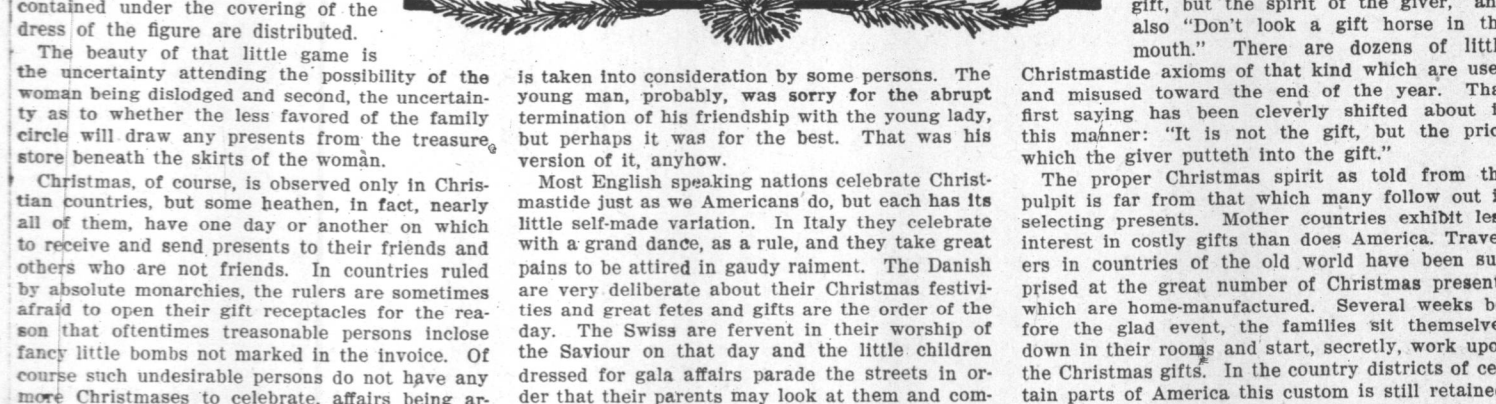 contained under the covering of the
dress of the figure are distributed.
The beauty of that little game is
the uncertainty attending the possibility of the
woman being dislodged and second, the uncertain-
ty as to whether the less favored of the family
circle will draw any presents from the treasure
store beneath the skirts of the woman.
Christmas, of course, is observed only in Chris-
tian countries, but some heathen, in fact, nearly
all of them, have one day or another on which
to receive and send presents to their friends and
others who are not friends. In countries ruled
by absolute monarchies, the rulers are sometimes
afraid to open their gift receptacles for the rea-
son that oftentimes treasonable persons inclose
fancy little bombs not marked in the invoice. Of
course such undesirable persons do not have any
more Christmases to celebrate, affairs being ar-
is taken into consideration by some persons. The
young man, probably, was sorry for the abrupt
termination of his friendship with the young lady,
but perhaps it was for the best. That was his
version of it, anyhow.
Most English speaking nations celebrate Christ-
mastide just as we Americans do, but each has its
little self-made variation. In Italy they celebrate
with a grand dance, as a rule, and they take great
pains to be attired in gaudy raiment. The Danish
are very deliberate about their Christmas festivi-
ties and great fetes and gifts are the order of the
day. The Swiss are fervent in their worship of
the Saviour on that day and the little children
dressed for gala affairs parade the streets in or-
der that their parents may look at them and com-
gift, but the spirit of the giver,
also "Don't look a gift horse in th
mouth." There are dozens of littl
Christmastide axioms of that kind which are use
and misused toward the end of the year. Tha
first saying has been cleverly shifted about i
this manner: "It is not the gift, but the pric
which the giver putteth into the gift."
The proper Christmas spirit as told from th
pulpit is far from that which many follow out i
selecting presents. Mother countries exhibit les
interest in costly gifts than does America. Trave
ers in countries of the old world have been su
prised at the great number of Christmas present
which are home-manufactured. Several weeks b
fore the glad event, the families sit themselve
down in their rooms and start, secretly, work upo
the Christmas gifts. In the country districts of ce
tain parts of America this custom is still retaine